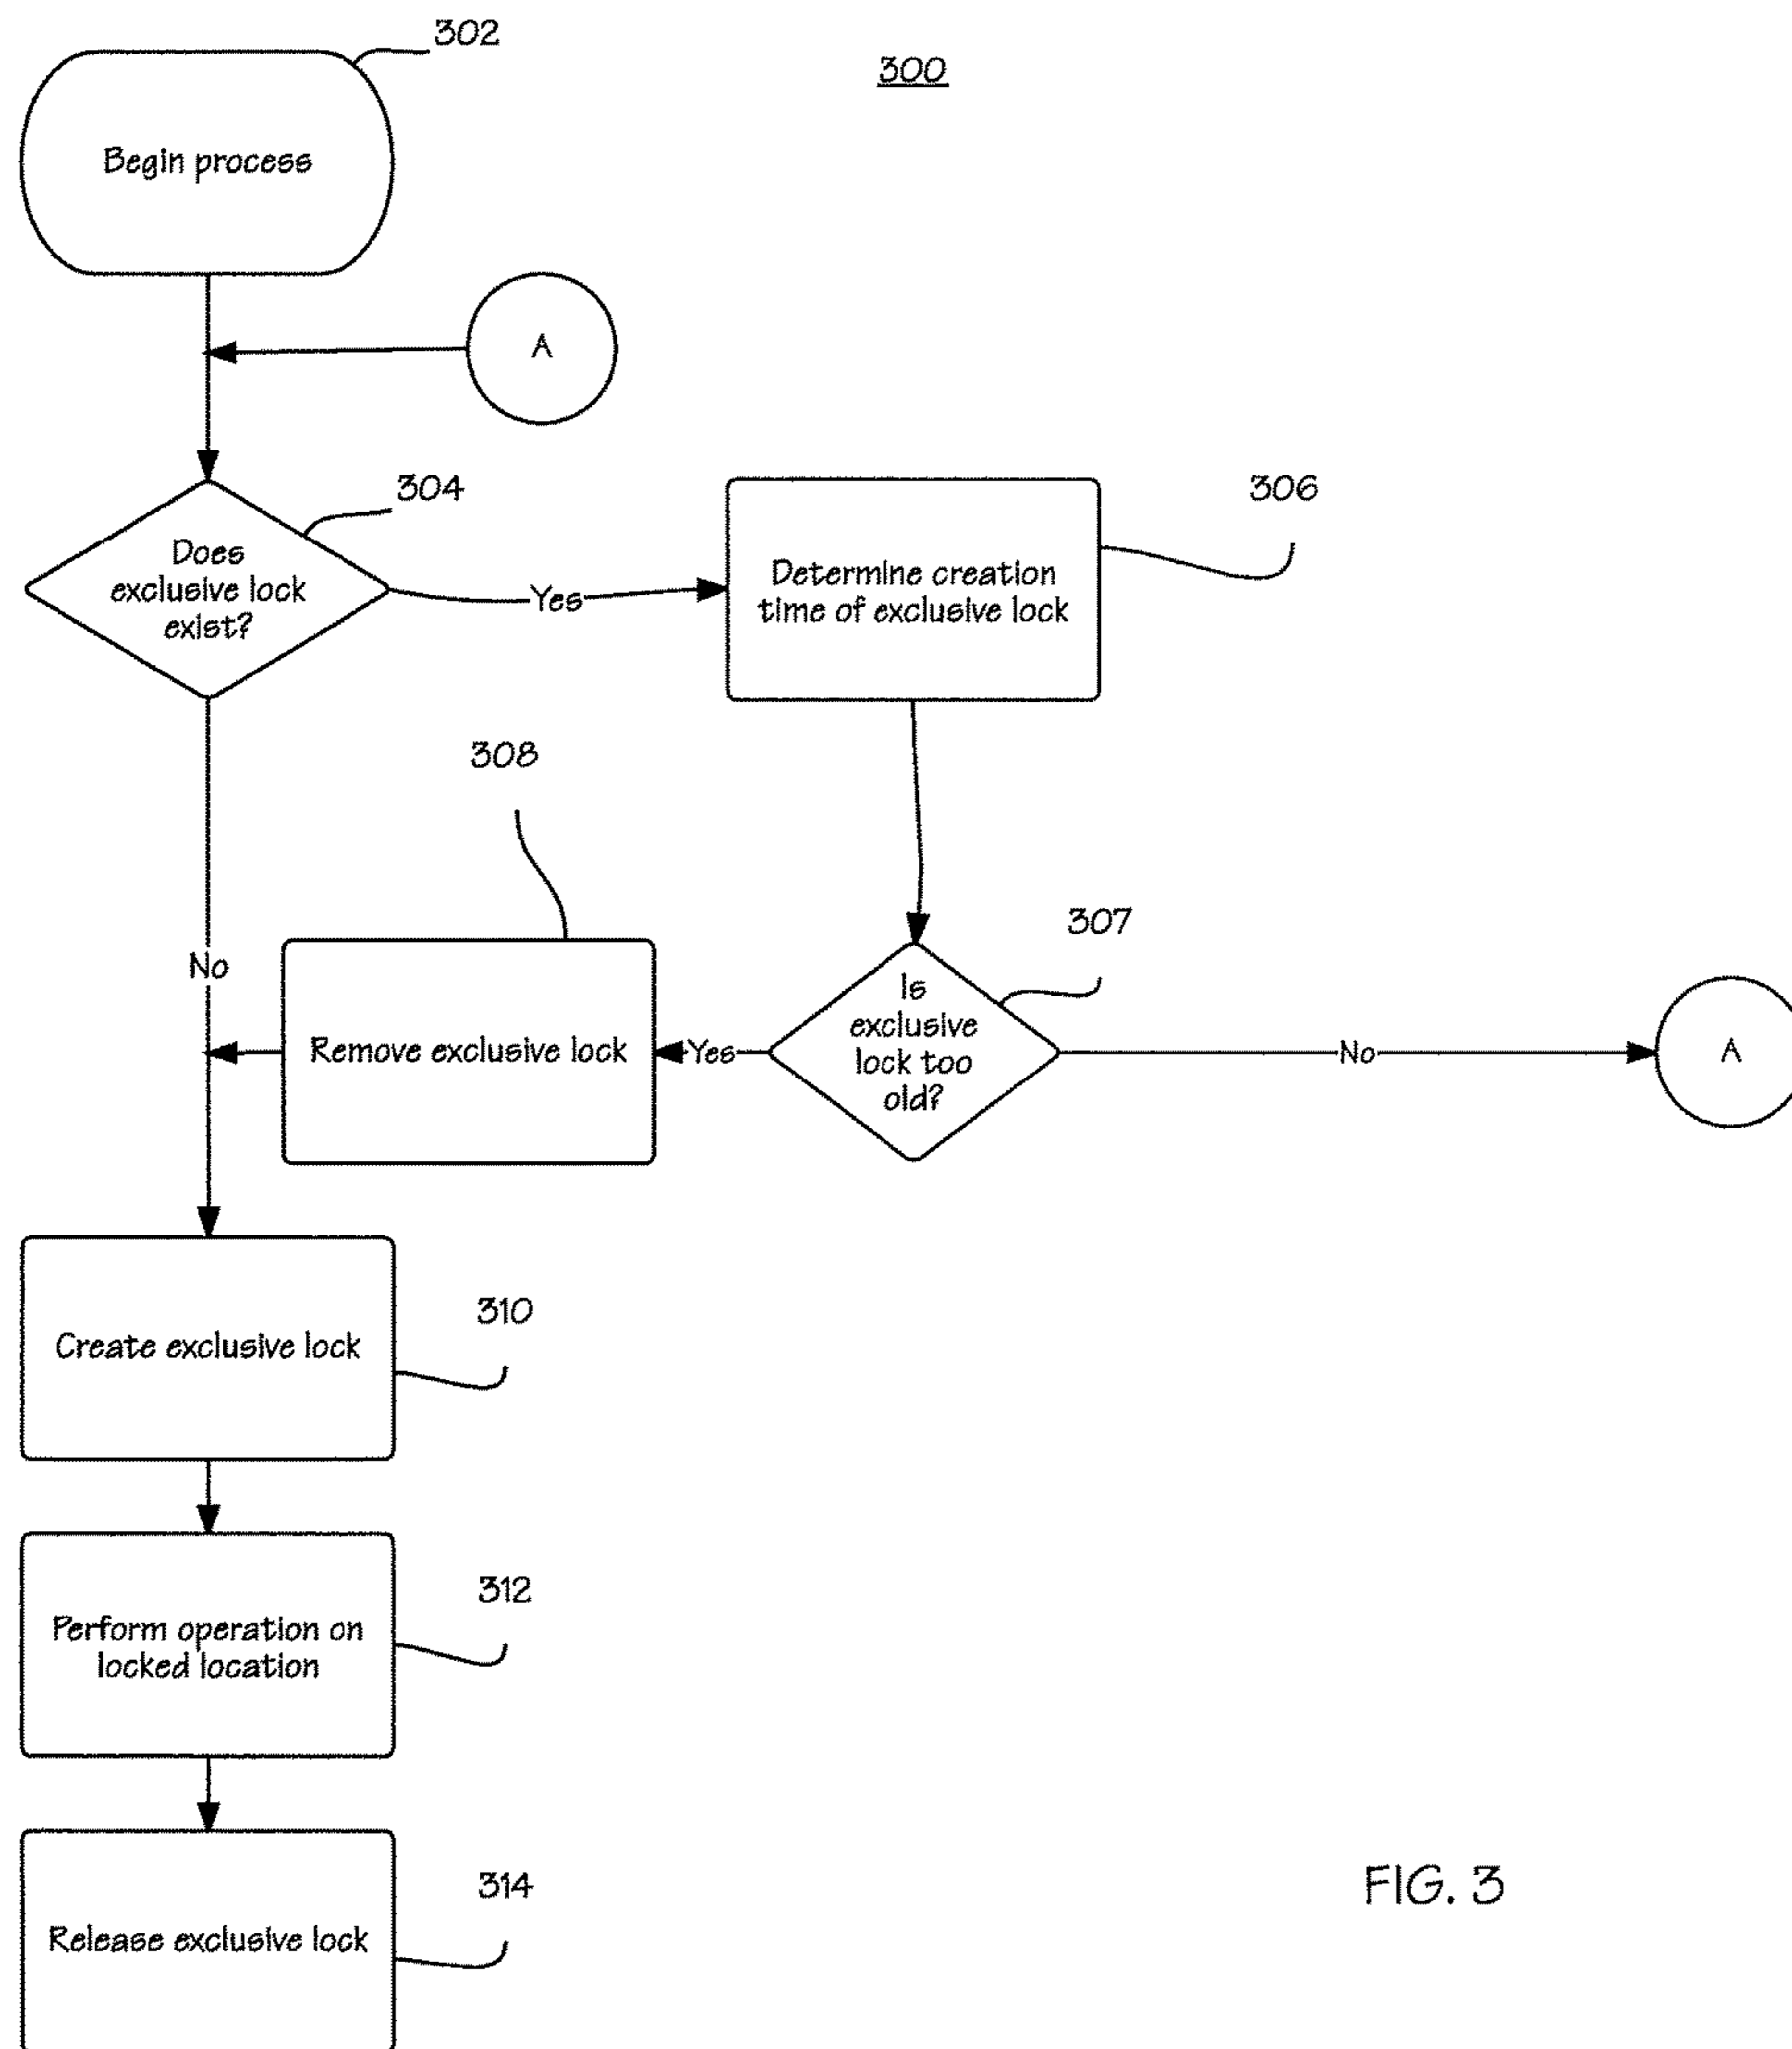 302
300
Begin process
A
304
306
Does
exclusive lock
exist?
Yes
Determine creation
time of exclusive lock
308
307
No
Remove exclusive lock
Yes
Is
exclusive
lock too
old?
No
A
310
Create exclusive lock
312
Perform operation on
locked location
314
Release exclusive lock
FIG. 3